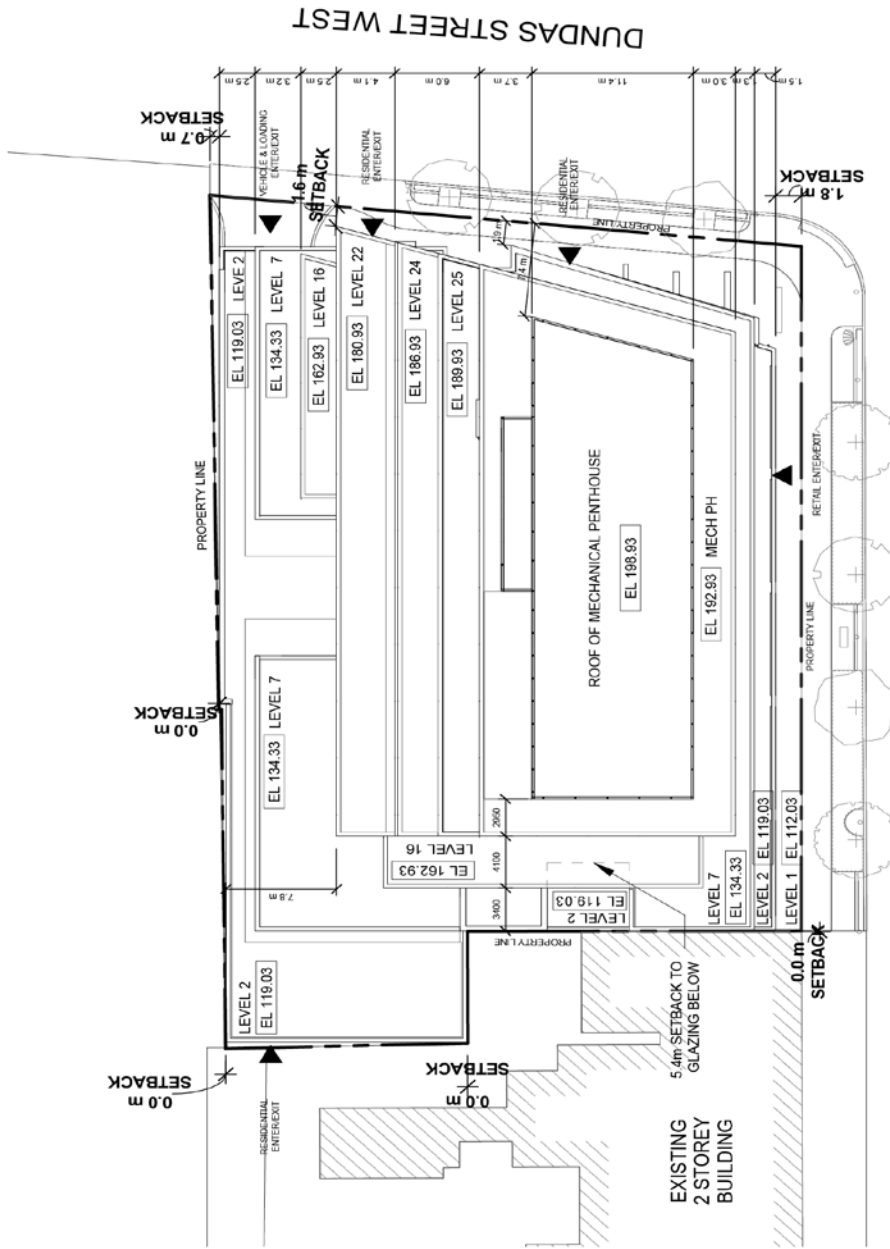 DUNDAS STREET WEST
2.5 m
3.2 m
2.5 m
4.1 m
6.0 m
3.7 m
11.4 m
3.0 m
1.3 m
1.5 m
0.7 m
SETBACK
VEHICLE & LOADING
ENTER/EXIT
1.6 m
SETBACK
RESIDENTIAL
ENTER/EXIT
RESIDENTIAL
ENTER/EXIT
1.8 m
SETBACK
PROPERTY LINE
PROPERTY LINE
EL 119.03
LEVE 2
EL 134.33
LEVEL 7
EL 162.93
LEVEL 16
EL 180.93
LEVEL 22
EL 186.93
LEVEL 24
EL 189.93
LEVEL 25
ROOF OF MECHANICAL PENTHOUSE
EL 198.93
EL 192.93
MECH PH
RETAIL ENTER/EXIT
PROPERTY LINE
0.0 m
SETBACK
EL 134.33
LEVEL 7
7.8 m
2950
4100
3400
LEVEL 16
EL 162.93
LEVEL 2
EL 119.03
LEVEL 7
EL 134.33
LEVEL 2
EL 119.03
LEVEL 1
EL 112.03
PROPERTY LINE
0.0 m
SETBACK
LEVEL 2
EL 119.03
0.0 m
SETBACK
0.0 m
SETBACK
RESIDENTIAL
ENTER/EXIT
5.4m SETBACK TO
GLAZING BELOW
EXISTING
2 STOREY
BUILDING